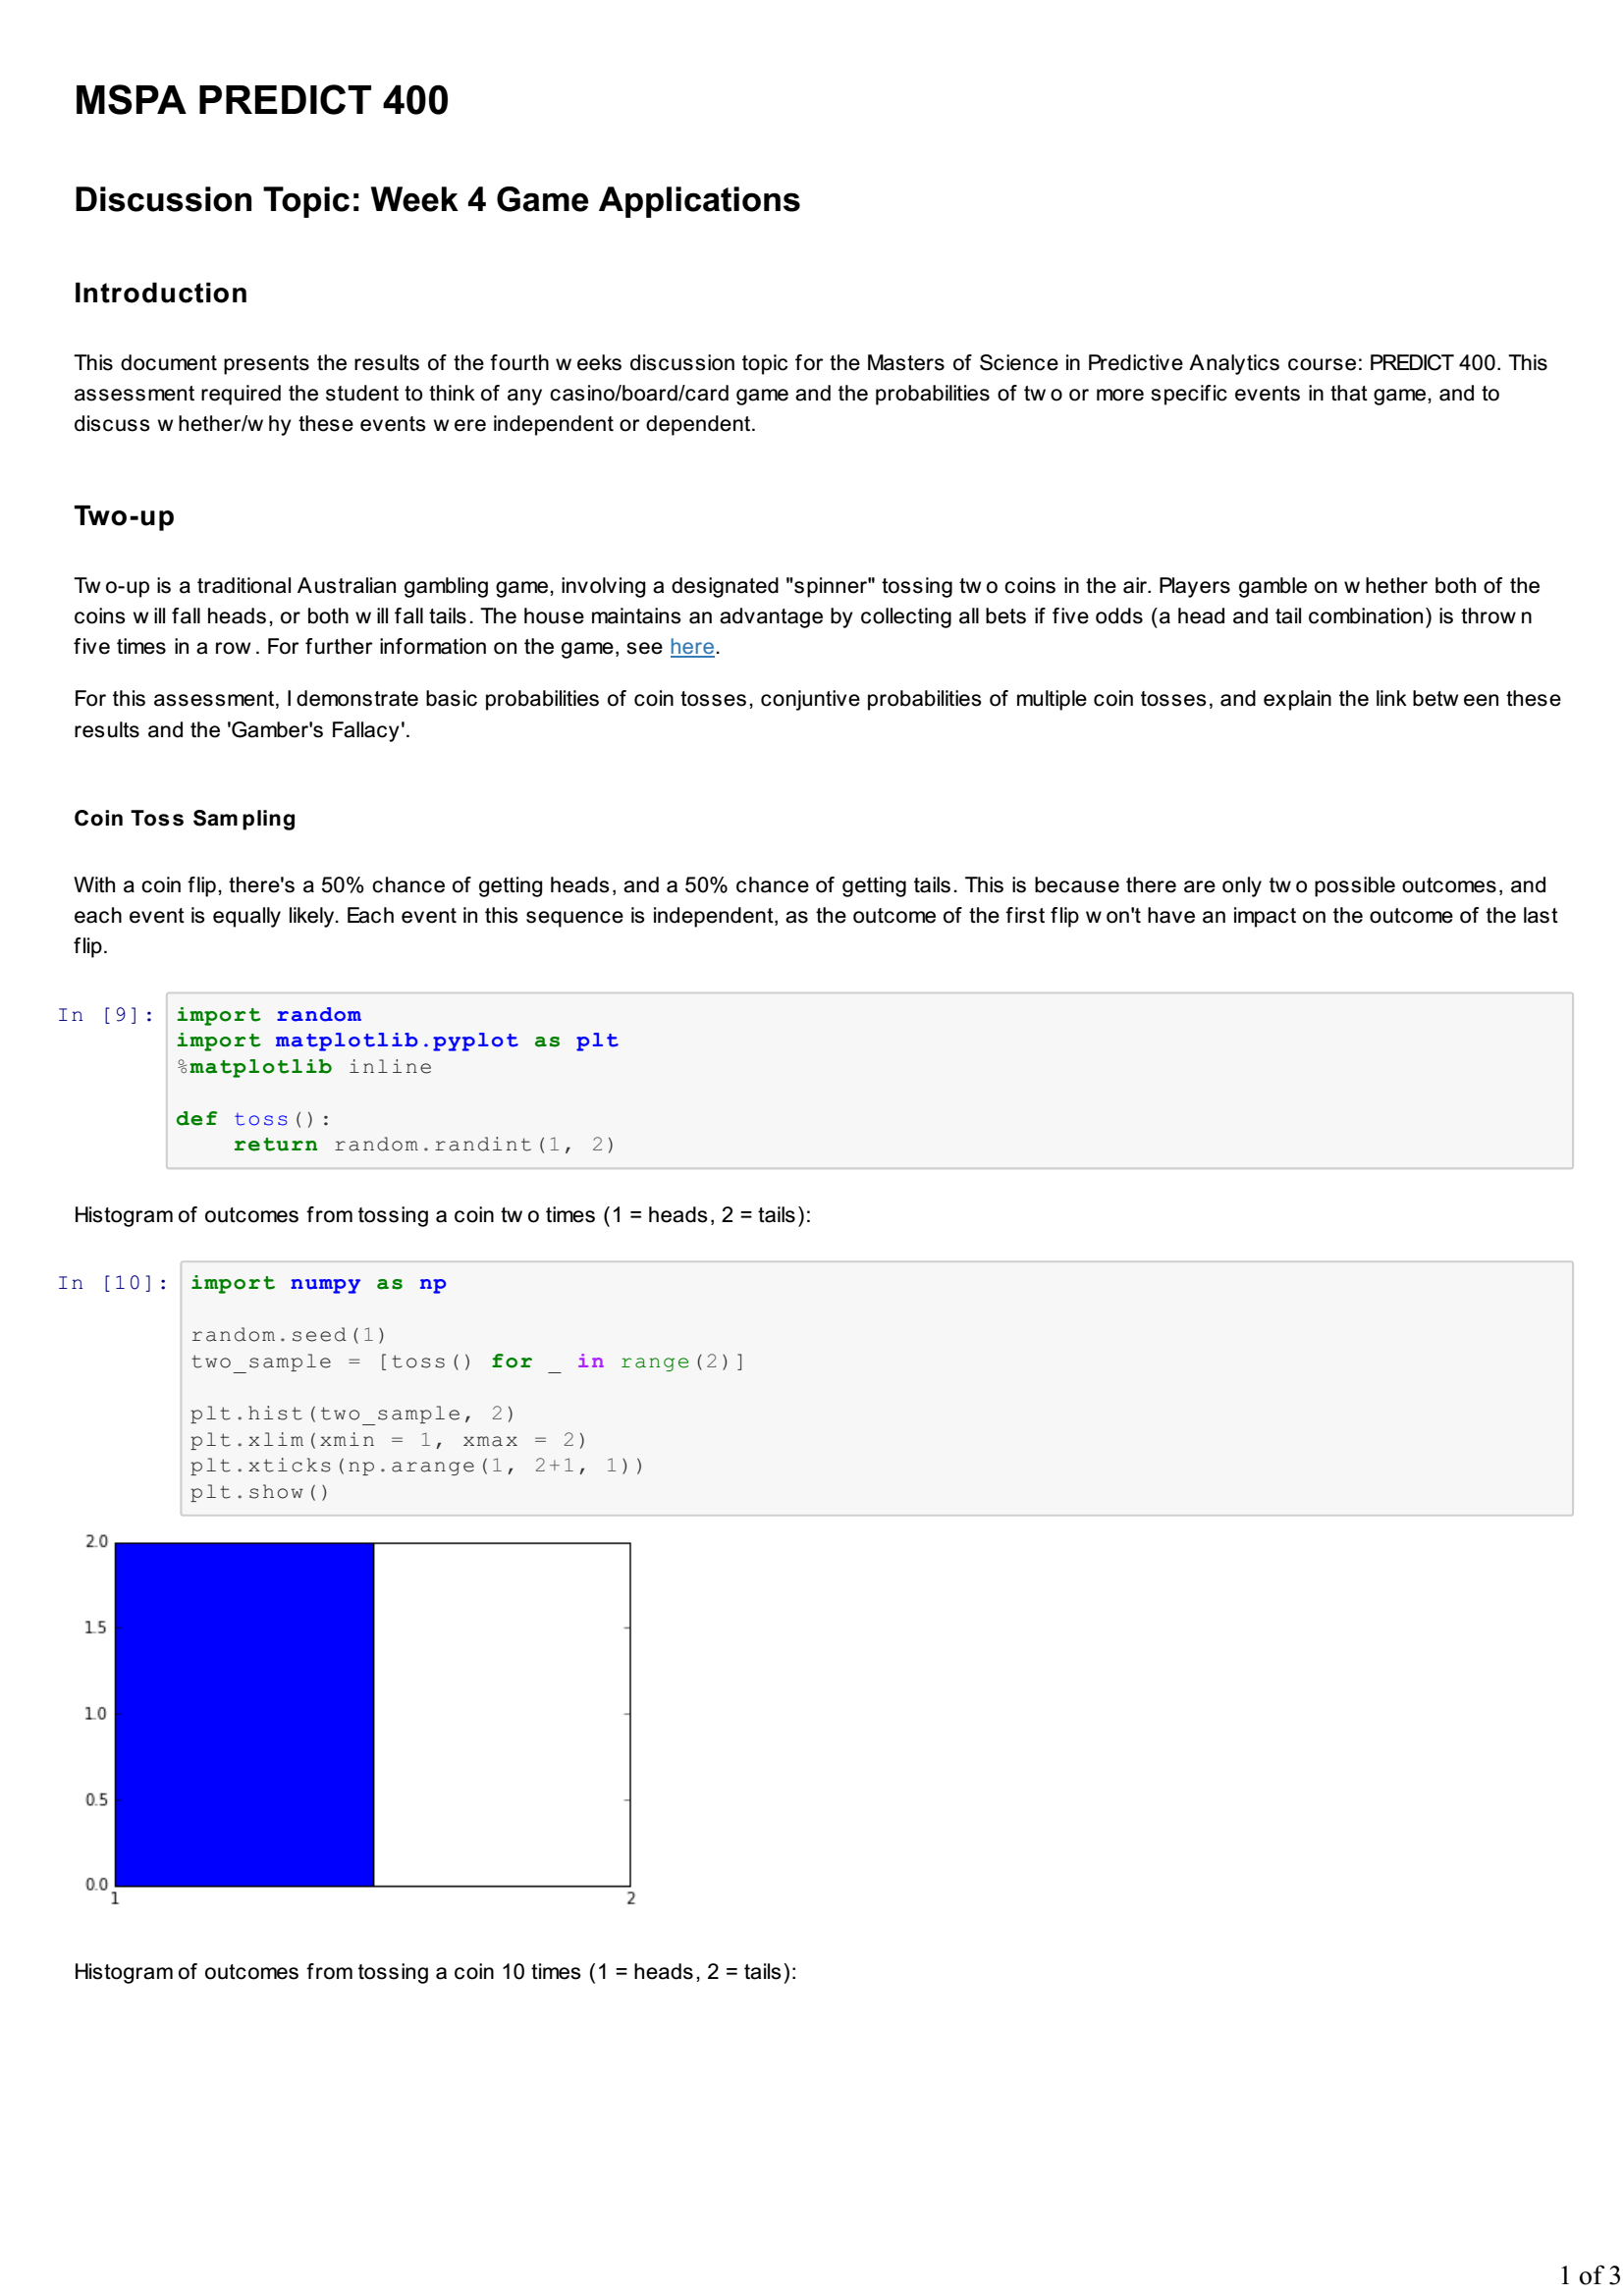 MSPA PREDICT 400
Discussion Topic: Week 4 Game Applications
Introduction
This document presents the results of the fourth weeks discussion topic for the Masters of Science in Predictive Analytics course: PREDICT 400. This
assessment required the student to think of any casino/board/card game and the probabilities of two or more specific events in that game, and to
discuss whether/why these events were independent or dependent.
Two-up
Two-up is a traditional Australian gambling game, involving a designated "spinner" tossing two coins in the air. Players gamble on whether both of the
coins will fall heads, or both will fall tails. The house maintains an advantage by collecting all bets if five odds (a head and tail combination) is thrown
five times in a row. For further information on the game, see here.
For this assessment, I demonstrate basic probabilities of coin tosses, conjuntive probabilities of multiple coin tosses, and explain the link between these
results and the 'Gamber's Fallacy'.
Coin Toss Sampling
With a coin flip, there's a 50% chance of getting heads, and a 50% chance of getting tails. This is because there are only two possible outcomes, and
each event is equally likely. Each event in this sequence is independent, as the outcome of the first flip won't have an impact on the outcome of the last
flip.
In [9]: import random
import matplotlib.pyplot as plt
%matplotlib inline
def toss():
    return random.randint(1, 2)
Histogram of outcomes from tossing a coin two times (1 = heads, 2 = tails):
In [10]: import numpy as np
random.seed(1)
two_sample = [toss() for _ in range(2)]
plt.hist(two_sample, 2)
plt.xlim(xmin = 1, xmax = 2)
plt.xticks(np.arange(1, 2+1, 1))
plt.show()
2.0
1.5
1.0
0.5
0.0
1 2
Histogram of outcomes from tossing a coin 10 times (1 = heads, 2 = tails):
1 of 3